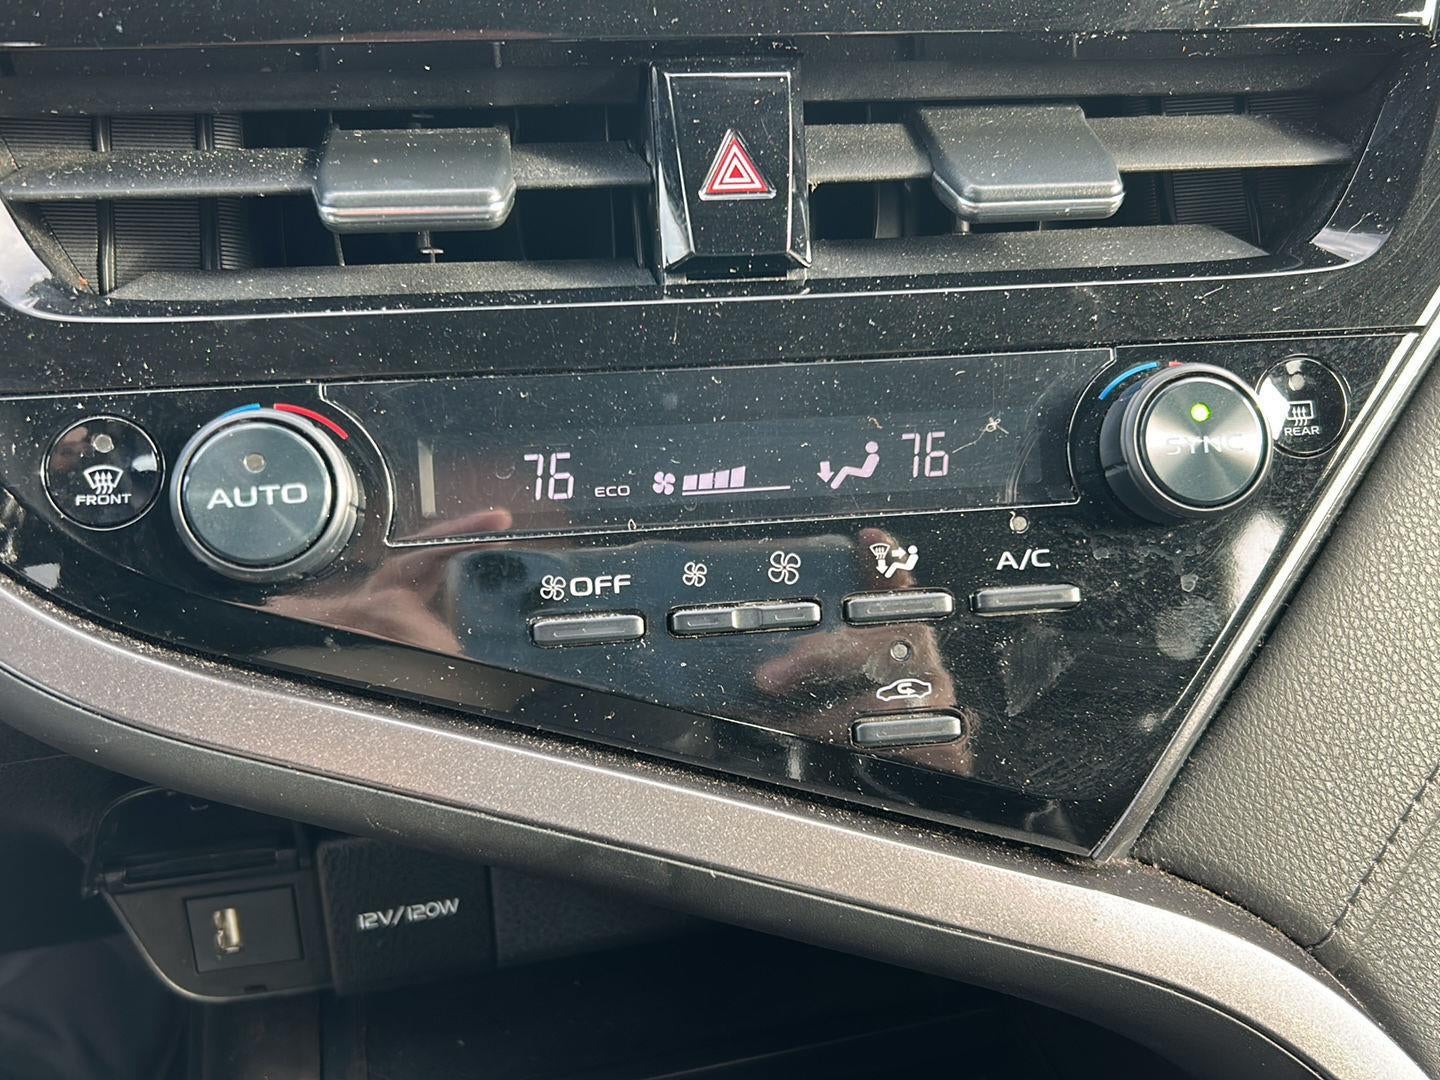 FRONT
AUTO
76 ECO 76
SYNC
REAR
OFF
A/C
12V/120W